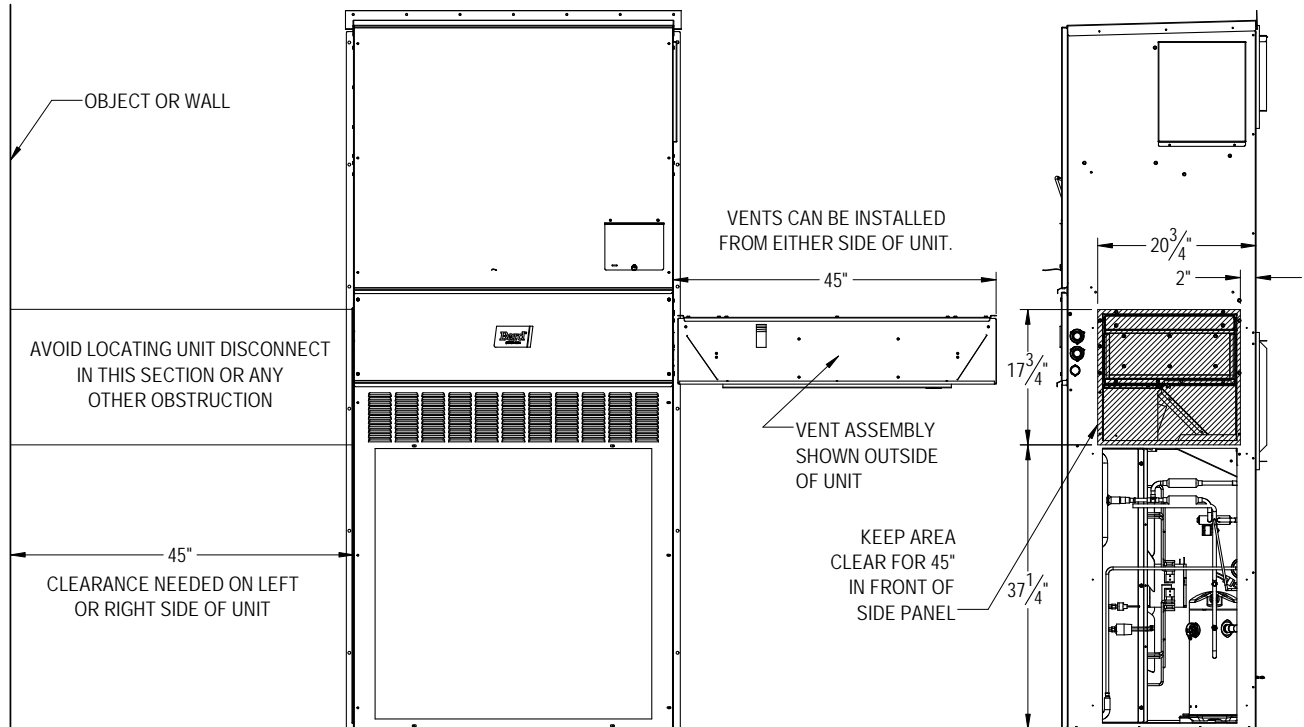 OBJECT OR WALL
VENTS CAN BE INSTALLED
FROM EITHER SIDE OF UNIT.
45"
20 3/4"
2"
AVOID LOCATING UNIT DISCONNECT
IN THIS SECTION OR ANY
OTHER OBSTRUCTION
Bard
17 3/4"
VENT ASSEMBLY
SHOWN OUTSIDE
OF UNIT
45"
CLEARANCE NEEDED ON LEFT
OR RIGHT SIDE OF UNIT
KEEP AREA
CLEAR FOR 45"
IN FRONT OF
SIDE PANEL
37 1/4"